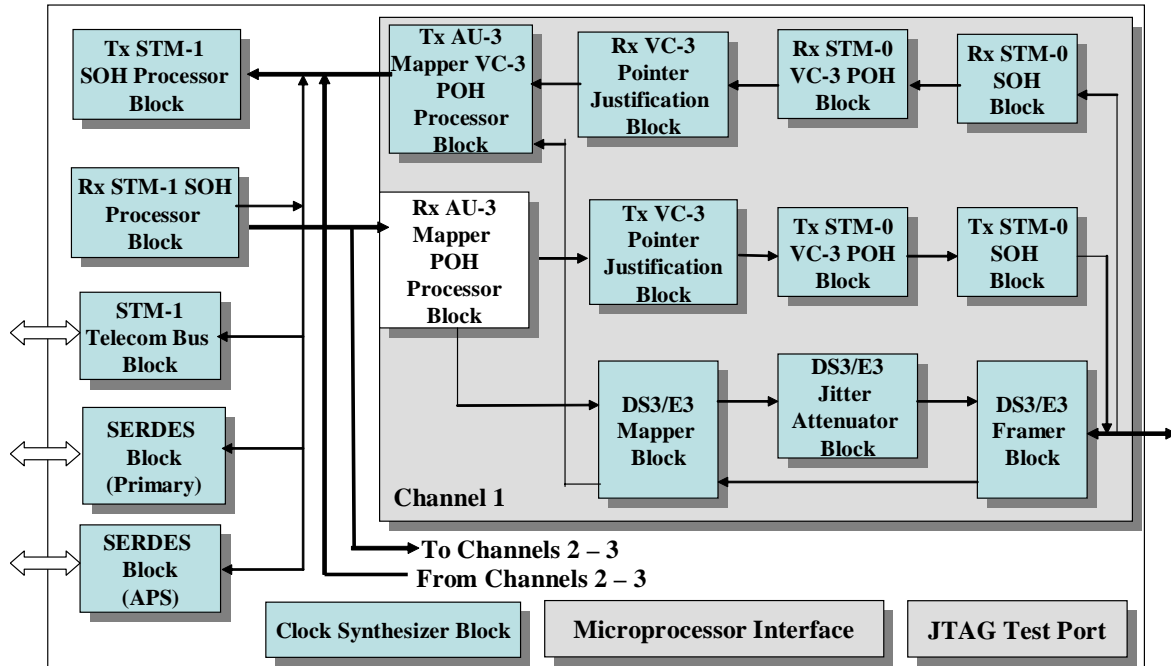 Tx STM-1
SOH Processor
Block
Tx AU-3
Mapper VC-3
POH
Processor
Block
Rx VC-3
Pointer
Justification
Block
Rx STM-0
VC-3 POH
Block
Rx STM-0
SOH
Block
Rx STM-1 SOH
Processor
Block
Rx AU-3
Mapper
POH
Processor
Block
Tx VC-3
Pointer
Justification
Block
Tx STM-0
VC-3 POH
Block
Tx STM-0
SOH
Block
STM-1
Telecom Bus
Block
DS3/E3
Mapper
Block
DS3/E3
Jitter
Attenuator
Block
DS3/E3
Framer
Block
SERDES
Block
(Primary)
Channel 1
SERDES
Block
(APS)
To Channels 2 – 3
From Channels 2 – 3
Clock Synthesizer Block
Microprocessor Interface
JTAG Test Port